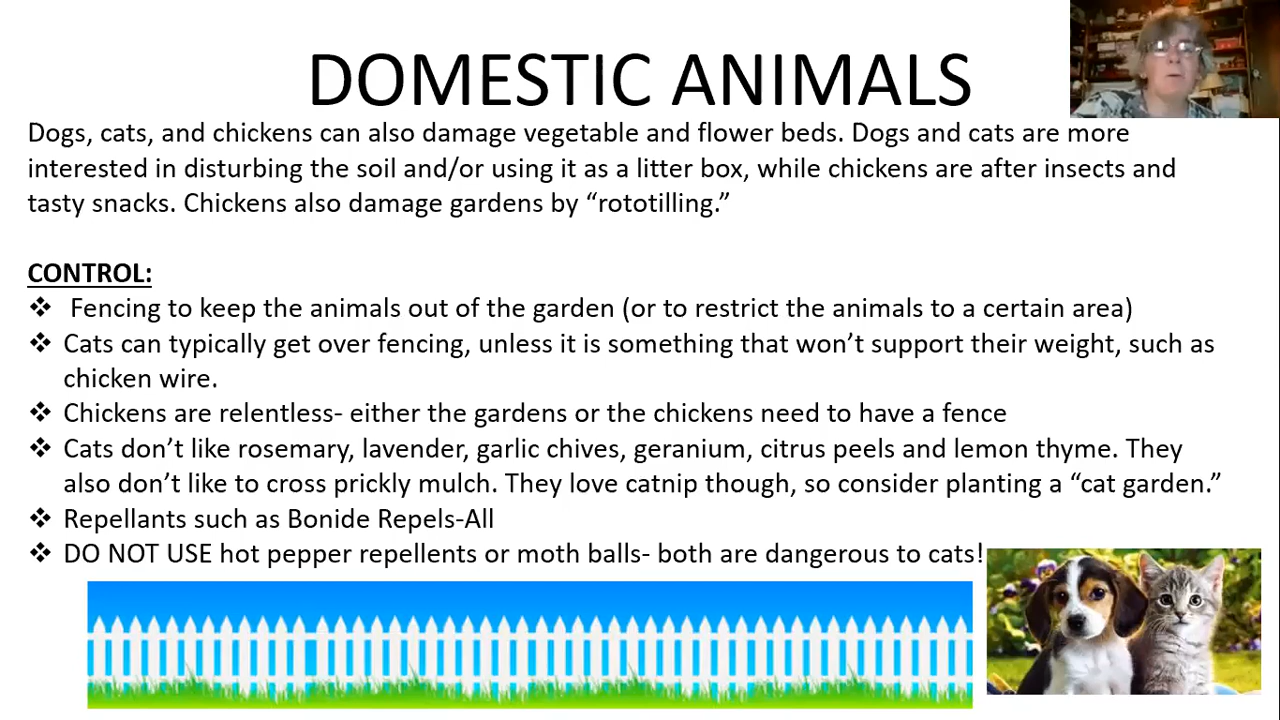 DOMESTIC ANIMALS
Dogs, cats, and chickens can also damage vegetable and flower beds. Dogs and cats are more
interested in disturbing the soil and/or using it as a litter box, while chickens are after insects and
tasty snacks. Chickens also damage gardens by “rototilling.”
CONTROL:
❖ Fencing to keep the animals out of the garden (or to restrict the animals to a certain area)
❖ Cats can typically get over fencing, unless it is something that won’t support their weight, such as
chicken wire.
❖ Chickens are relentless- either the gardens or the chickens need to have a fence
❖ Cats don’t like rosemary, lavender, garlic chives, geranium, citrus peels and lemon thyme. They
also don’t like to cross prickly mulch. They love catnip though, so consider planting a “cat garden.”
❖ Repellants such as Bonide Repels-All
❖ DO NOT USE hot pepper repellents or moth balls- both are dangerous to cats!